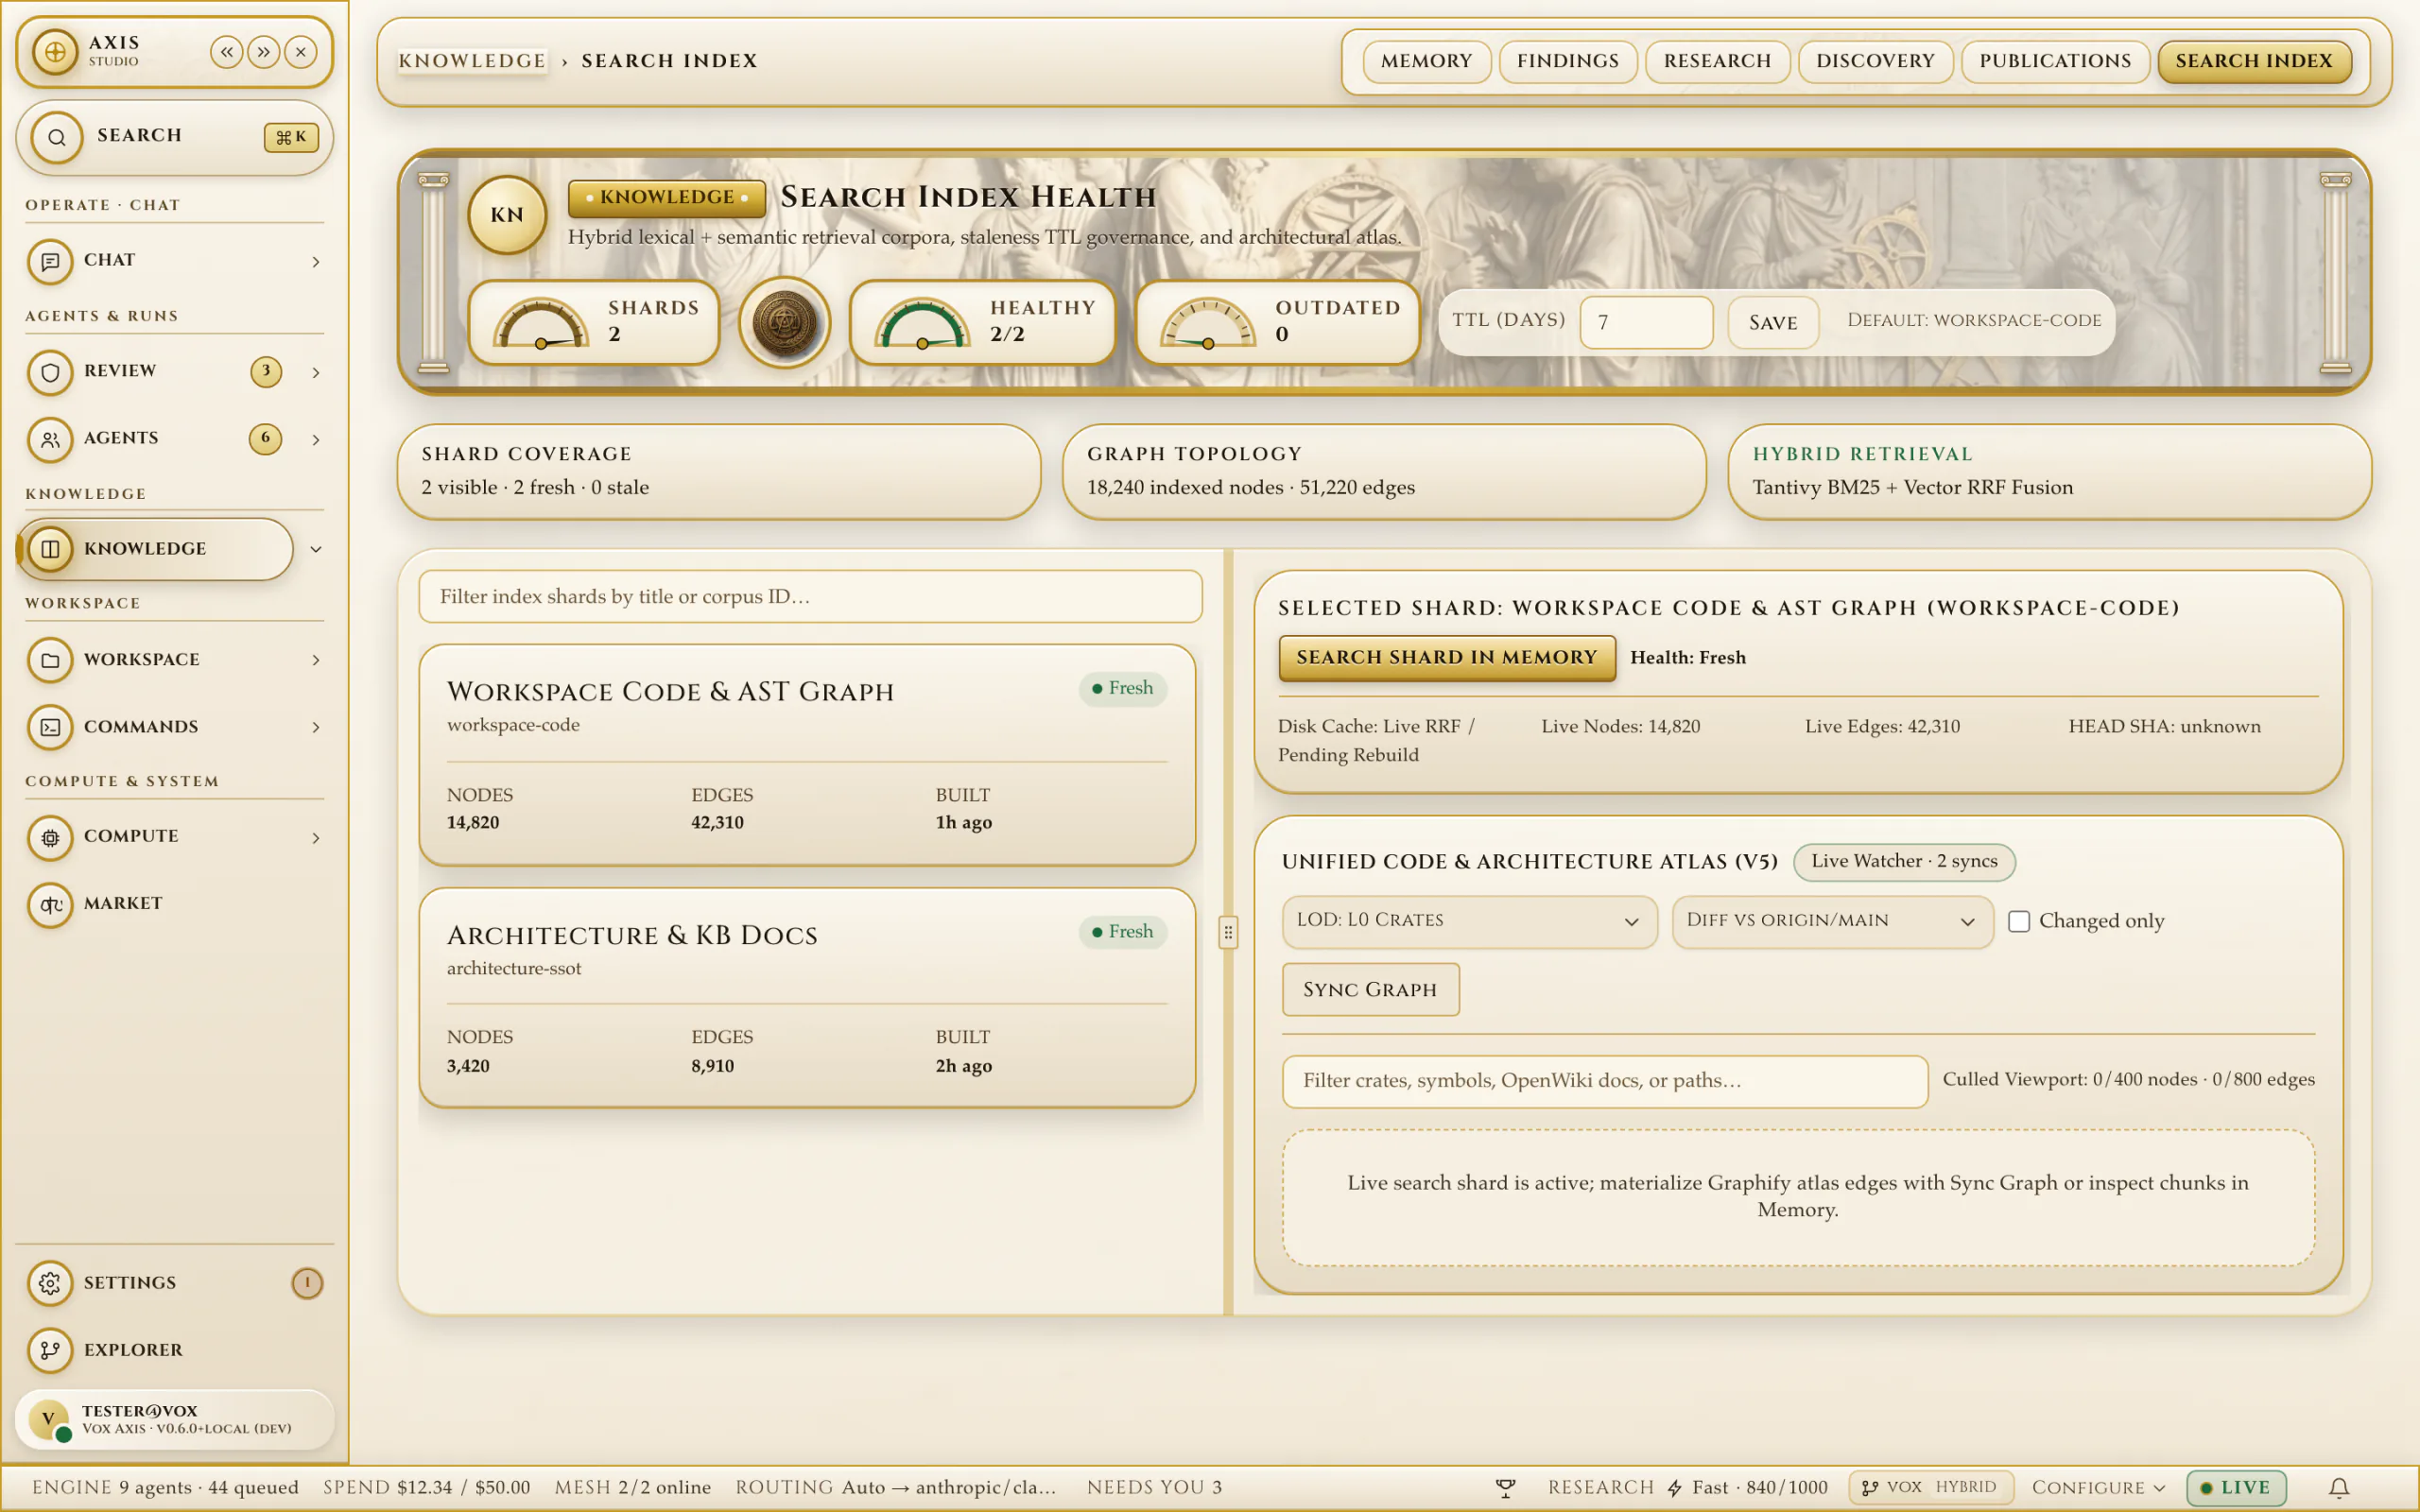 AXIS
STUDIO
SEARCH
⌘ K
OPERATE · CHAT
CHAT
AGENTS & RUNS
REVIEW 3
AGENTS 6
KNOWLEDGE
KNOWLEDGE
WORKSPACE
WORKSPACE
COMMANDS
COMPUTE & SYSTEM
COMPUTE
MARKET
SETTINGS 1
EXPLORER
V
TESTER@VOX
VOX AXIS · V0.6.0+LOCAL (DEV)
KNOWLEDGE › SEARCH INDEX
MEMORY FINDINGS RESEARCH DISCOVERY PUBLICATIONS SEARCH INDEX
KN
• KNOWLEDGE • SEARCH INDEX HEALTH
Hybrid lexical + semantic retrieval corpora, staleness TTL governance, and architectural atlas.
SHARDS
2
HEALTHY
2/2
OUTDATED
0
TTL (DAYS) 7 SAVE DEFAULT: WORKSPACE-CODE
SHARD COVERAGE
2 visible · 2 fresh · 0 stale
GRAPH TOPOLOGY
18,240 indexed nodes · 51,220 edges
HYBRID RETRIEVAL
Tantivy BM25 + Vector RRF Fusion
Filter index shards by title or corpus ID…
WORKSPACE CODE & AST GRAPH
Fresh
workspace-code
NODES EDGES BUILT
14,820 42,310 1h ago
ARCHITECTURE & KB DOCS
Fresh
architecture-ssot
NODES EDGES BUILT
3,420 8,910 2h ago
SELECTED SHARD: WORKSPACE CODE & AST GRAPH (WORKSPACE-CODE)
SEARCH SHARD IN MEMORY Health: Fresh
Disk Cache: Live RRF /
Pending Rebuild
Live Nodes: 14,820
Live Edges: 42,310
HEAD SHA: unknown
UNIFIED CODE & ARCHITECTURE ATLAS (V5) Live Watcher · 2 syncs
LOD: L0 CRATES DIFF VS ORIGIN/MAIN Changed only
SYNC GRAPH
Filter crates, symbols, OpenWiki docs, or paths… Culled Viewport: 0/400 nodes · 0/800 edges
Live search shard is active; materialize Graphify atlas edges with Sync Graph or inspect chunks in
Memory.
ENGINE 9 agents · 44 queued SPEND $12.34 / $50.00 MESH 2/2 online ROUTING Auto → anthropic/cla… NEEDS YOU 3 RESEARCH Fast · 840/1000 VOX HYBRID CONFIGURE LIVE